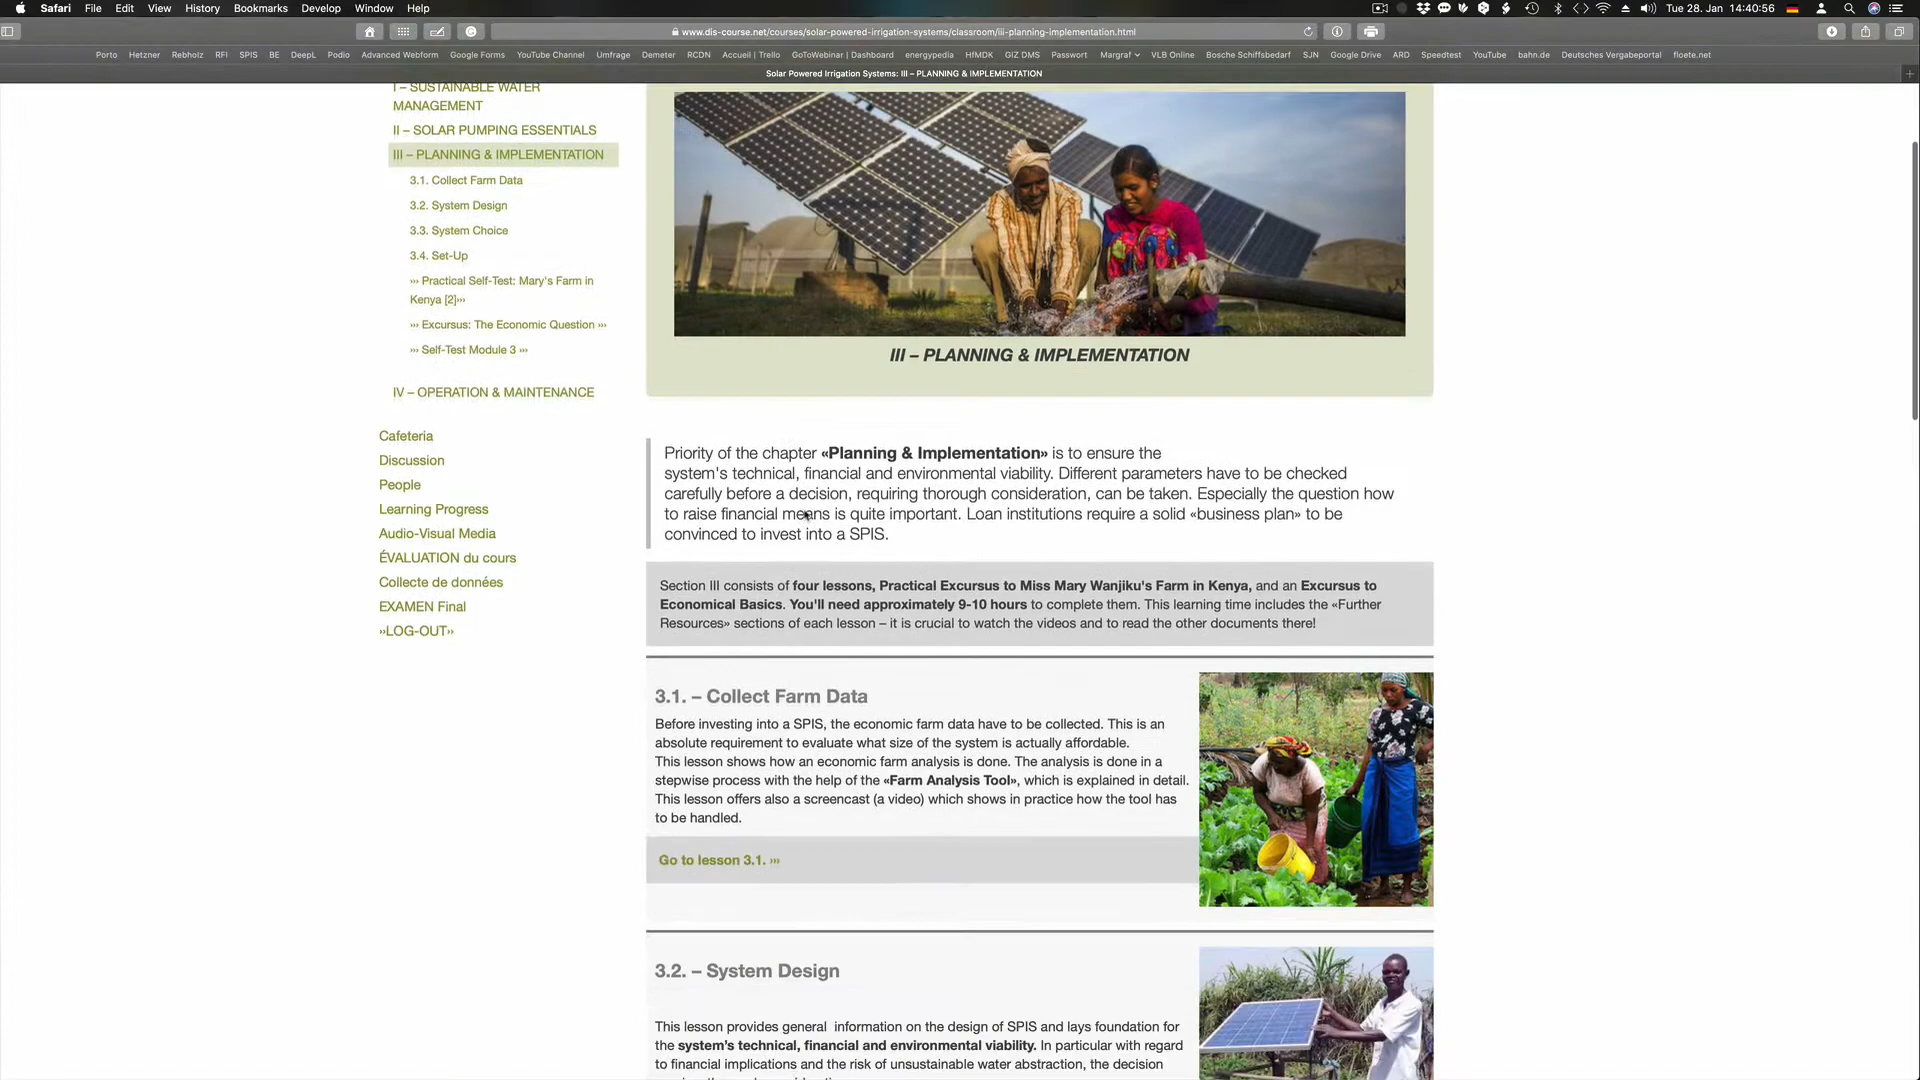 Safari File Edit View History Bookmarks Develop Window Help Tue 28. Jan 14:40:56
www.dis-course.net/courses/solar-powered-irrigation-systems/classroom/iii-planning-implementation.html
Porto Hetzner Rebholz RFI SPIS BE DeepL Podio Advanced Webform Google Forms YouTube Channel Umfrage Demeter RCDN Accueil | Trello GoToWebinar | Dashboard energypedia HfMDK GIZ DMS Passwort Margraf VLB Online Bosche Schiffsbedarf SJN Google Drive ARD Speedtest YouTube bahn.de Deutsches Vergabeportal floete.net
Solar Powered Irrigation Systems: III – PLANNING & IMPLEMENTATION
I – SUSTAINABLE WATER
MANAGEMENT
II – SOLAR PUMPING ESSENTIALS
III – PLANNING & IMPLEMENTATION
3.1. Collect Farm Data
3.2. System Design
3.3. System Choice
3.4. Set-Up
››› Practical Self-Test: Mary's Farm in
Kenya [2]›››
››› Excursus: The Economic Question ›››
››› Self-Test Module 3 ›››
IV – OPERATION & MAINTENANCE
Cafeteria
Discussion
People
Learning Progress
Audio-Visual Media
ÉVALUATION du cours
Collecte de données
EXAMEN Final
››LOG-OUT››
III – PLANNING & IMPLEMENTATION
Priority of the chapter «Planning & Implementation» is to ensure the
system's technical, financial and environmental viability. Different parameters have to be checked
carefully before a decision, requiring thorough consideration, can be taken. Especially the question how
to raise financial means is quite important. Loan institutions require a solid «business plan» to be
convinced to invest into a SPIS.
Section III consists of four lessons, Practical Excursus to Miss Mary Wanjiku's Farm in Kenya, and an Excursus to
Economical Basics. You'll need approximately 9-10 hours to complete them. This learning time includes the «Further
Resources» sections of each lesson – it is crucial to watch the videos and to read the other documents there!
3.1. – Collect Farm Data
Before investing into a SPIS, the economic farm data have to be collected. This is an
absolute requirement to evaluate what size of the system is actually affordable.
This lesson shows how an economic farm analysis is done. The analysis is done in a
stepwise process with the help of the «Farm Analysis Tool», which is explained in detail.
This lesson offers also a screencast (a video) which shows in practice how the tool has
to be handled.
Go to lesson 3.1. ›››
3.2. – System Design
This lesson provides general information on the design of SPIS and lays foundation for
the system's technical, financial and environmental viability. In particular with regard
to financial implications and the risk of unsustainable water abstraction, the decision